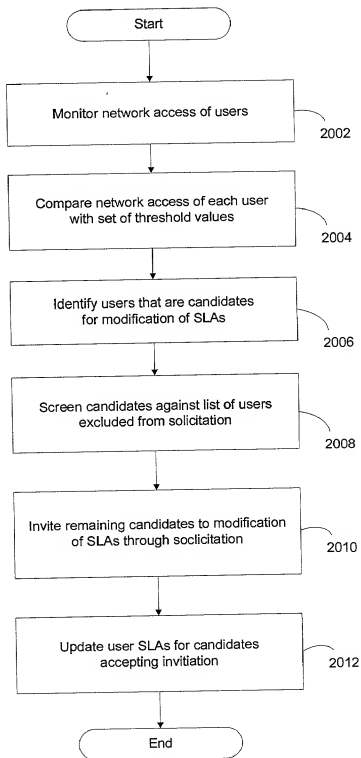 Start
Monitor network access of users
2002
Compare network access of each user
with set of threshold values
2004
Identify users that are candidates
for modification of SLAs
2006
Screen candidates against list of users
excluded from solicitation
2008
Invite remaining candidates to modification
of SLAs through soclicitation
2010
Update user SLAs for candidates
accepting invitiation
2012
End